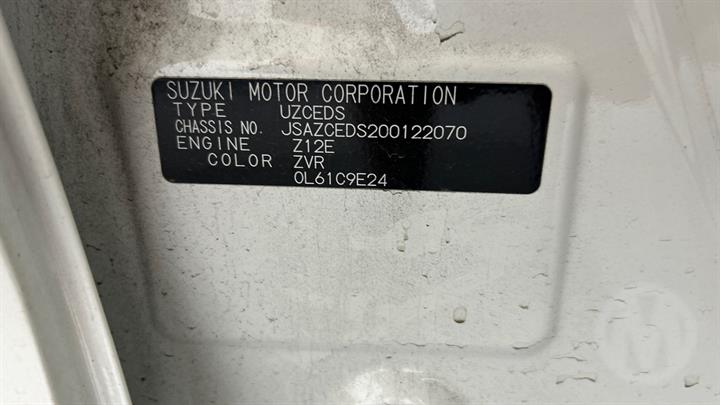 SUZUKI MOTOR CORPORATION
TYPE UZCEDS
CHASSIS NO. JSAZCEDS200122070
ENGINE Z12E
COLOR ZVR
0L61C9E24
M